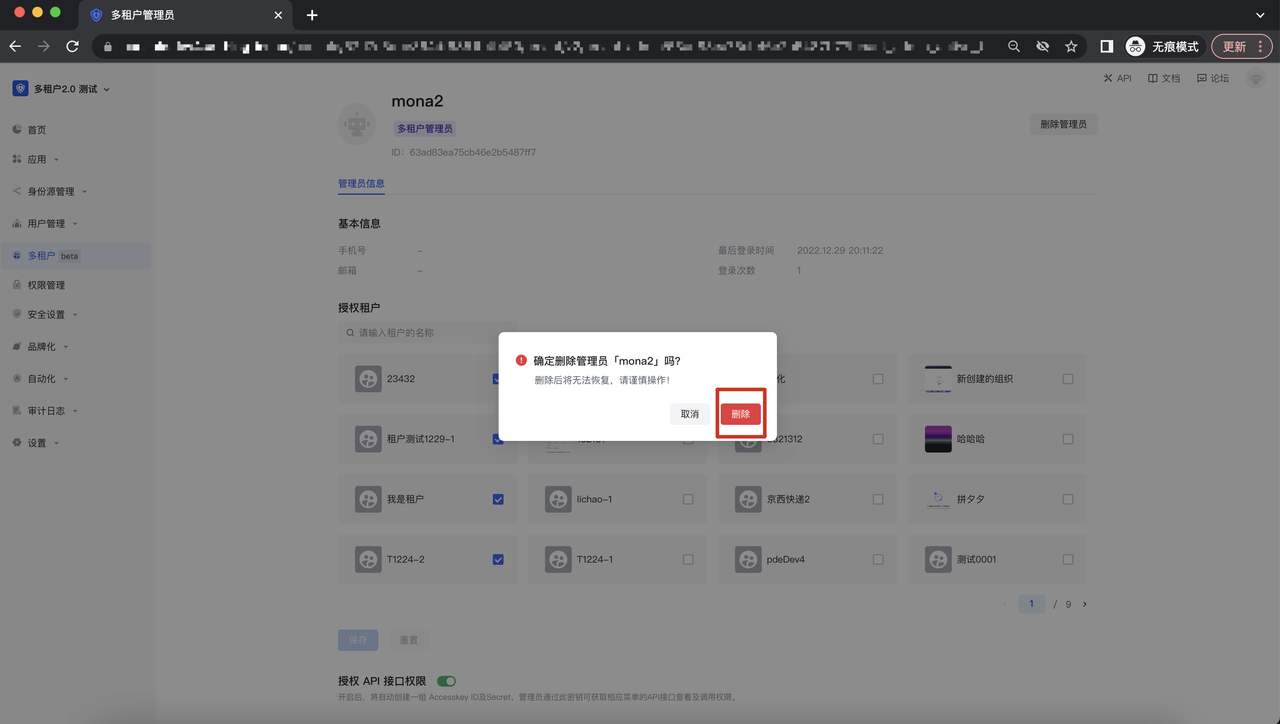 多租户管理员
无痕模式
更新
多租户2.0 测试
API
文档
论坛
首页
应用
身份源管理
用户管理
多租户 beta
权限管理
安全设置
品牌化
自动化
审计日志
设置
mona2
多租户管理员
ID: 63ad83ea75cb46e2b5487ff7
删除管理员
管理员信息
基本信息
手机号 -
最后登录时间 2022.12.29 20:11:22
邮箱 -
登录次数 1
授权租户
请输入租户的名称
确定删除管理员「mona2」吗?
删除后将无法恢复，请谨慎操作!
取消
删除
23432
化
新创建的组织
租户测试1229-1
哈哈哈
我是租户
lichao-1
京西快递2
拼夕夕
T1224-2
T1224-1
pdeDev4
测试0001
1 / 9
保存
重置
授权 API 接口权限
开启后，将自动创建一组 Accesskey ID及Secret，管理员通过此密钥可获取相应菜单的API接口查看及调用权限。